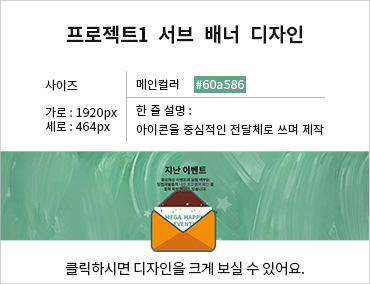 프로젝트1 서브 배너 디자인
사이즈
메인컬러 #60a586
가로 : 1920px
세로 : 464px
한 줄 설명 :
아이콘을 중심적인 전달체로 쓰며 제작
지난 이벤트
MEGA HAPPY
EVENT
클릭하시면 디자인을 크게 보실 수 있어요.